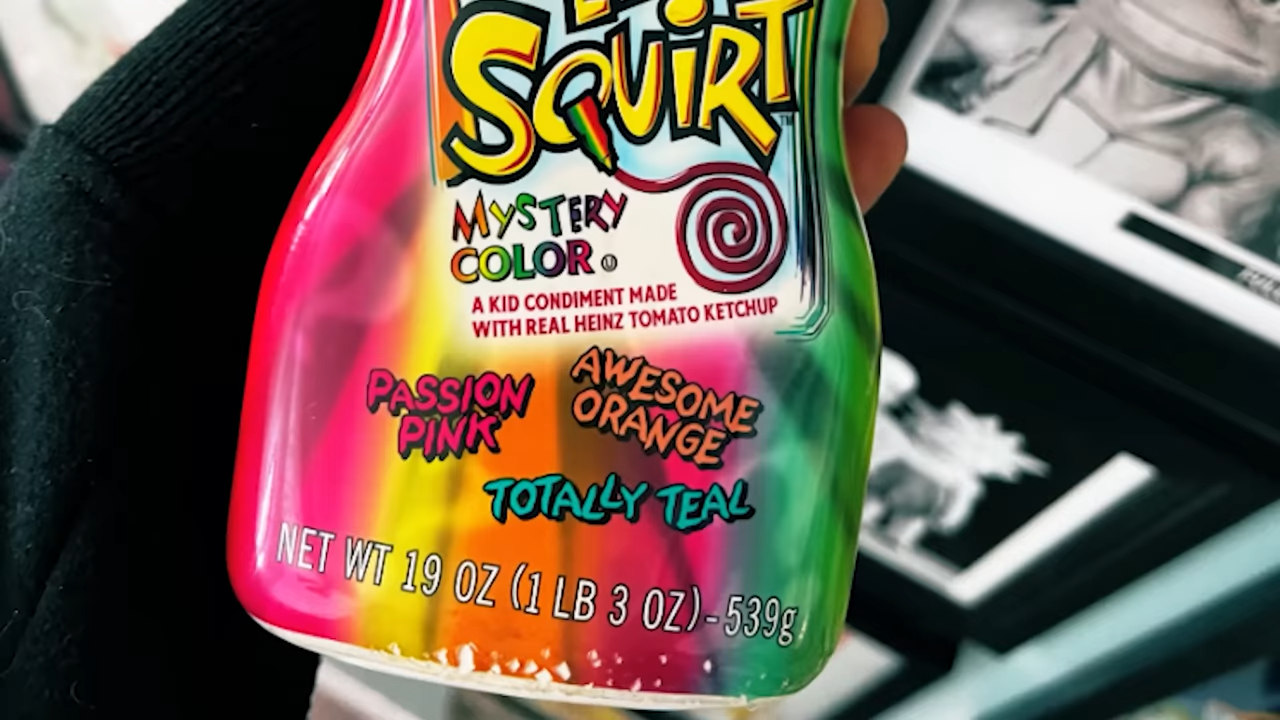 SQUIRT™
MYSTERY
COLOR Ⓤ
A KID CONDIMENT MADE
WITH REAL HEINZ TOMATO KETCHUP
PASSION
PINK
AWESOME
ORANGE
TOTALLY TEAL
NET WT 19 OZ (1 LB 3 OZ)-539g